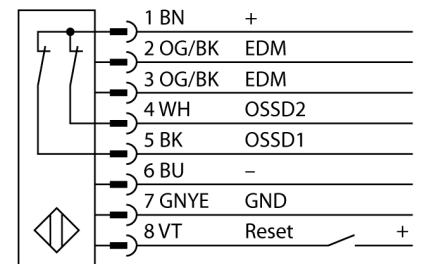 1 BN +
2 OG/BK EDM
3 OG/BK EDM
4 WH OSSD2
5 BK OSSD1
6 BU –
7 GNYE GND
8 VT Reset +